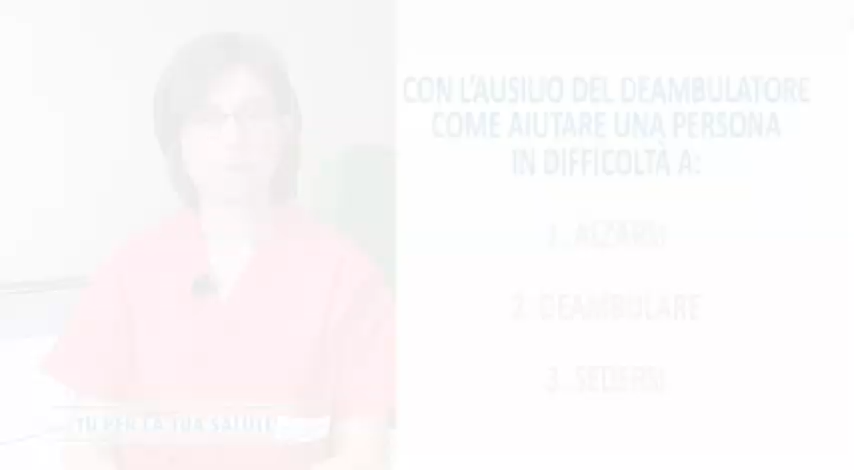 CON L'AUSILIO DEL DEAMBULATORE
COME AIUTARE UNA PERSONA
IN DIFFICOLTÀ A:
1. ALZARSI
2. DEAMBULARE
3. SEDERSI
TU PER LA TUA SALUTE